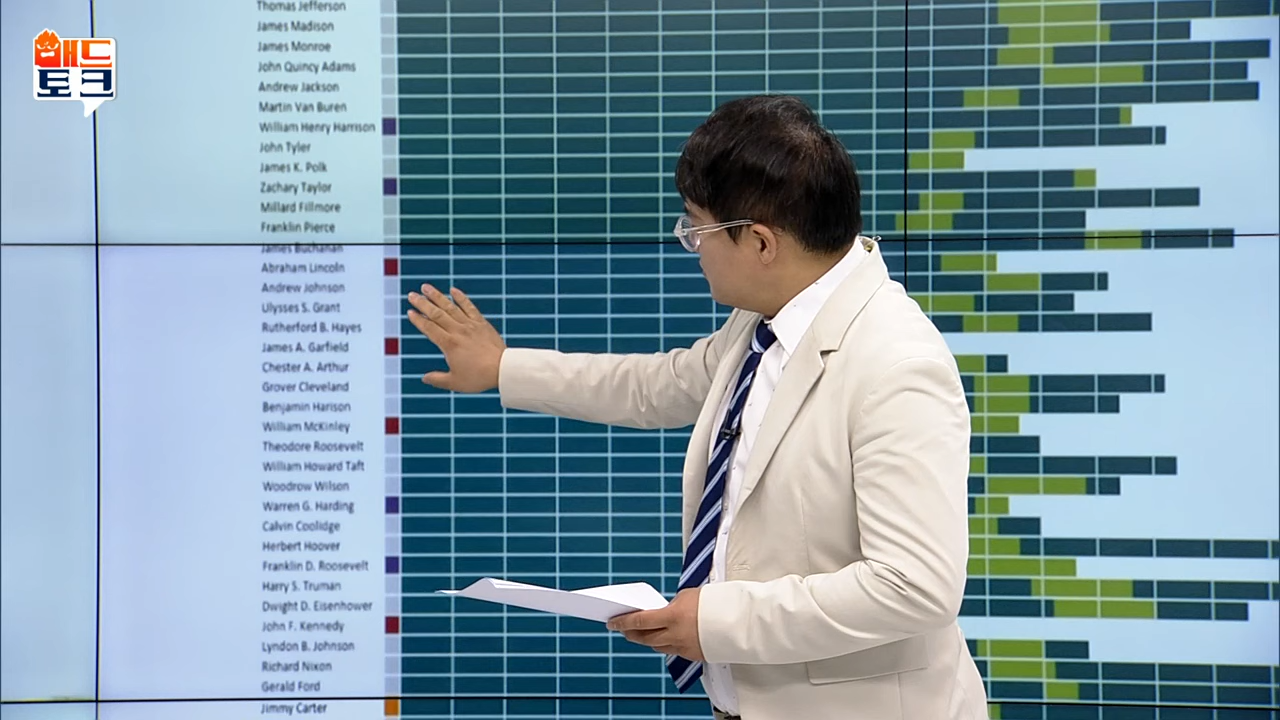 매드
토크
Thomas Jefferson
James Madison
James Monroe
John Quincy Adams
Andrew Jackson
Martin Van Buren
William Henry Harrison
John Tyler
James K. Polk
Zachary Taylor
Millard Fillmore
Franklin Pierce
James Buchanan
Abraham Lincoln
Andrew Johnson
Ulysses S. Grant
Rutherford B. Hayes
James A. Garfield
Chester A. Arthur
Grover Cleveland
Benjamin Harison
William McKinley
Theodore Roosevelt
William Howard Taft
Woodrow Wilson
Warren G. Harding
Calvin Coolidge
Herbert Hoover
Franklin D. Roosevelt
Harry S. Truman
Dwight D. Eisenhower
John F. Kennedy
Lyndon B. Johnson
Richard Nixon
Gerald Ford
Jimmy Carter